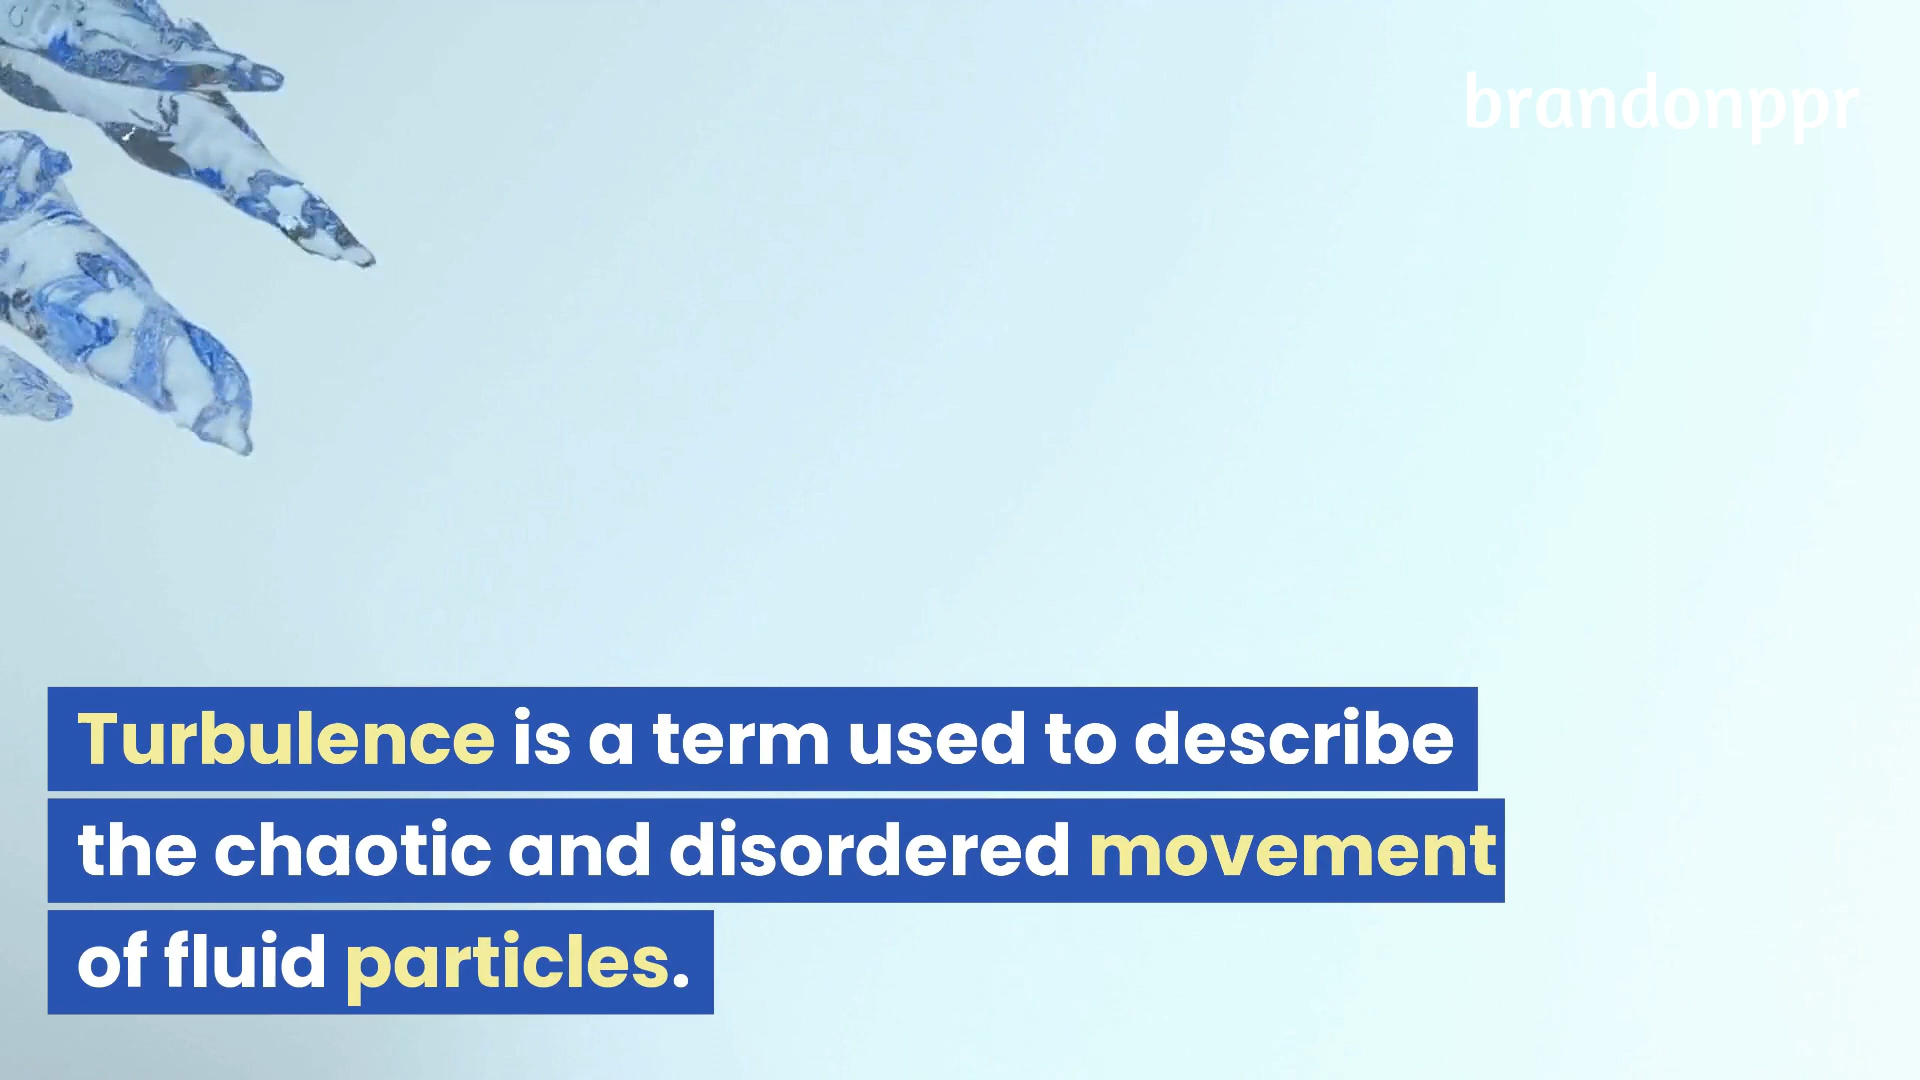 brandonppr
Turbulence is a term used to describe
the chaotic and disordered movement
of fluid particles.